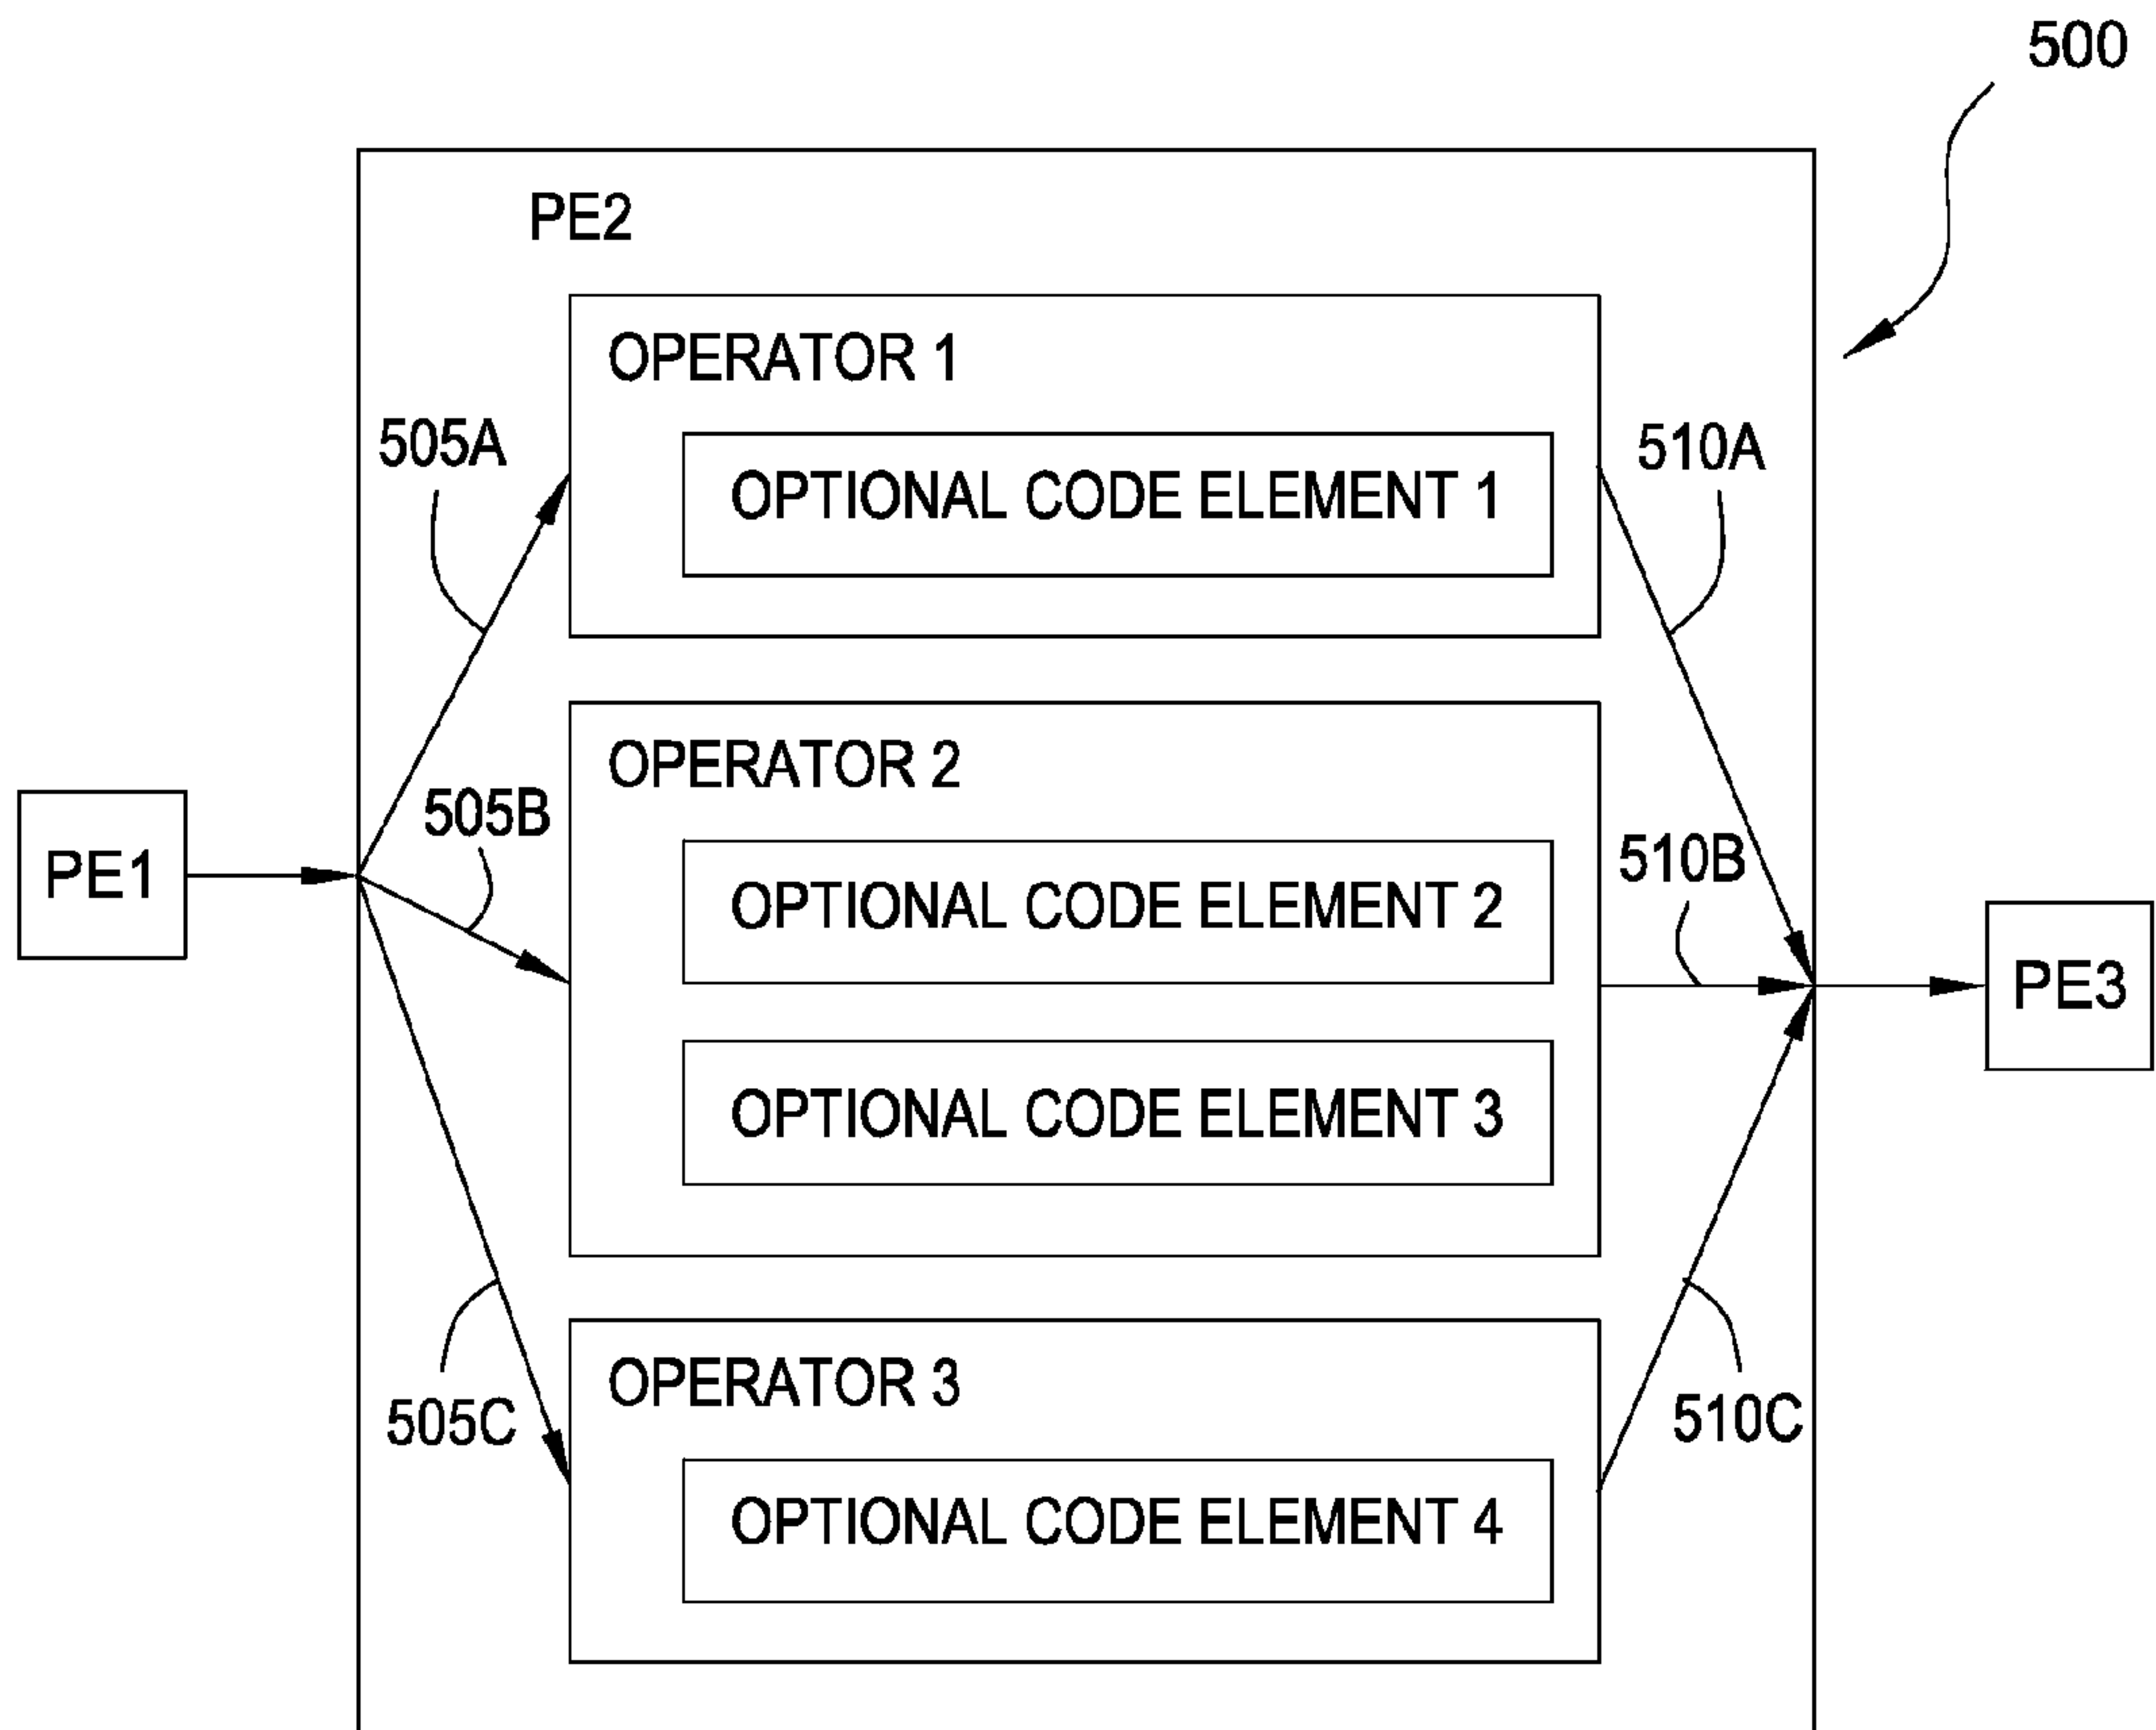 500
PE2
OPERATOR 1
505A
510A
OPTIONAL CODE ELEMENT 1
OPERATOR 2
505B
510B
PE1
OPTIONAL CODE ELEMENT 2
PE3
OPTIONAL CODE ELEMENT 3
OPERATOR 3
505C
510C
OPTIONAL CODE ELEMENT 4